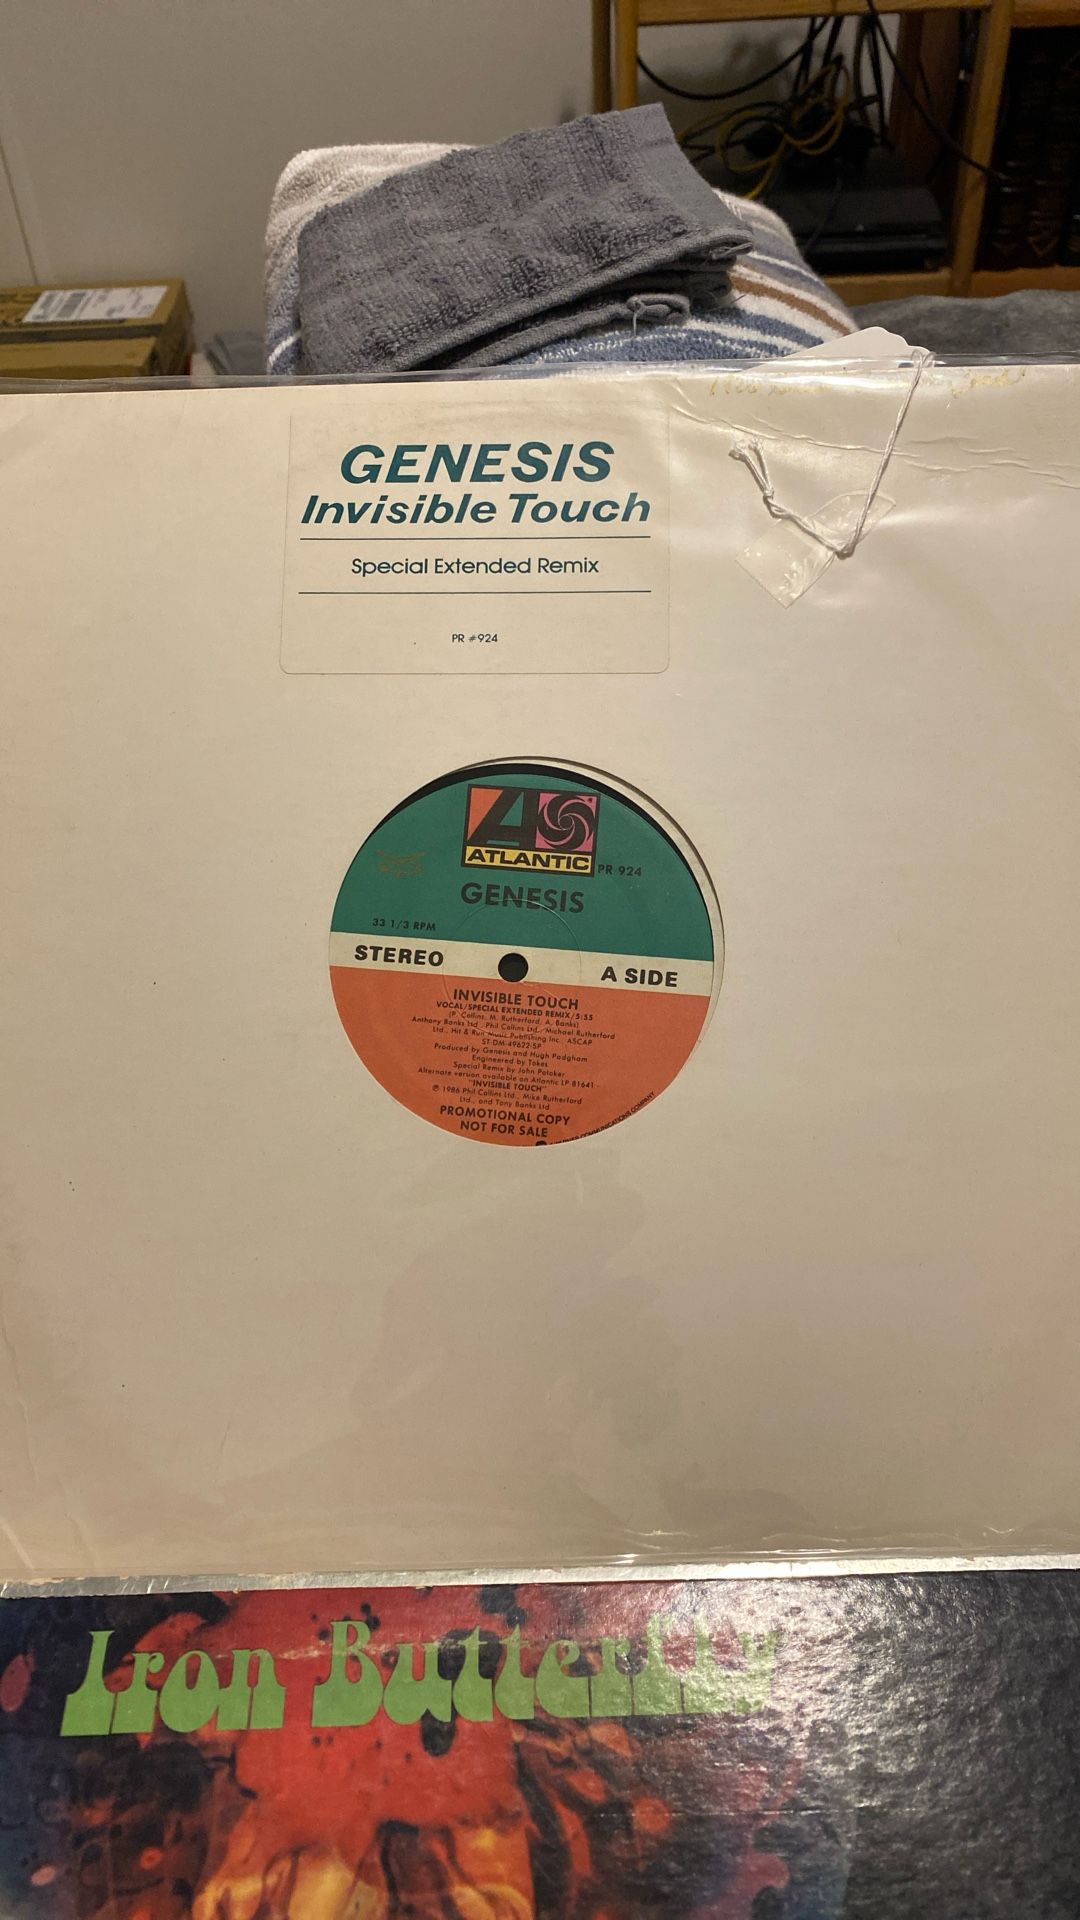 GENESIS
Invisible Touch
Special Extended Remix
PR #924
ATLANTIC
PR 924
GENESIS
33 1/3 RPM
STEREO
A SIDE
INVISIBLE TOUCH
VOCAL/SPECIAL EXTENDED REMIX/5:55
(P. Collins, M. Rutherford, A. Banks)
Anthony Banks Ltd., Phil Collins Ltd., Michael Rutherford
Ltd., Hit & Run Music Publishing Inc., ASCAP
ST-DM-49622-SP
Produced by Genesis and Hugh Padgham
Engineered by Tokes
Special Remix by John Potoker
Alternate version available on Atlantic LP 81641 -
"INVISIBLE TOUCH"
℗ 1986 Phil Collins Ltd., Mike Rutherford
Ltd., and Tony Banks Ltd
PROMOTIONAL COPY
NOT FOR SALE
COMMUNICATIONS COMPANY
Iron Butterfly